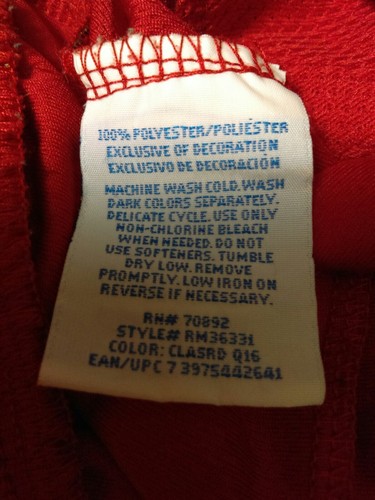 100% POLYESTER/POLIÉSTER
EXCLUSIVE OF DECORATION
EXCLUSIVO DE DECORACIÓN
MACHINE WASH COLD. WASH
DARK COLORS SEPARATELY.
DELICATE CYCLE. USE ONLY
NON-CHLORINE BLEACH
WHEN NEEDED. DO NOT
USE SOFTENERS. TUMBLE
DRY LOW. REMOVE
PROMPTLY. LOW IRON ON
REVERSE IF NECESSARY.
RN# 70892
STYLE# RM36331
COLOR: CLASRD Q16
EAN/UPC 7 3975442641